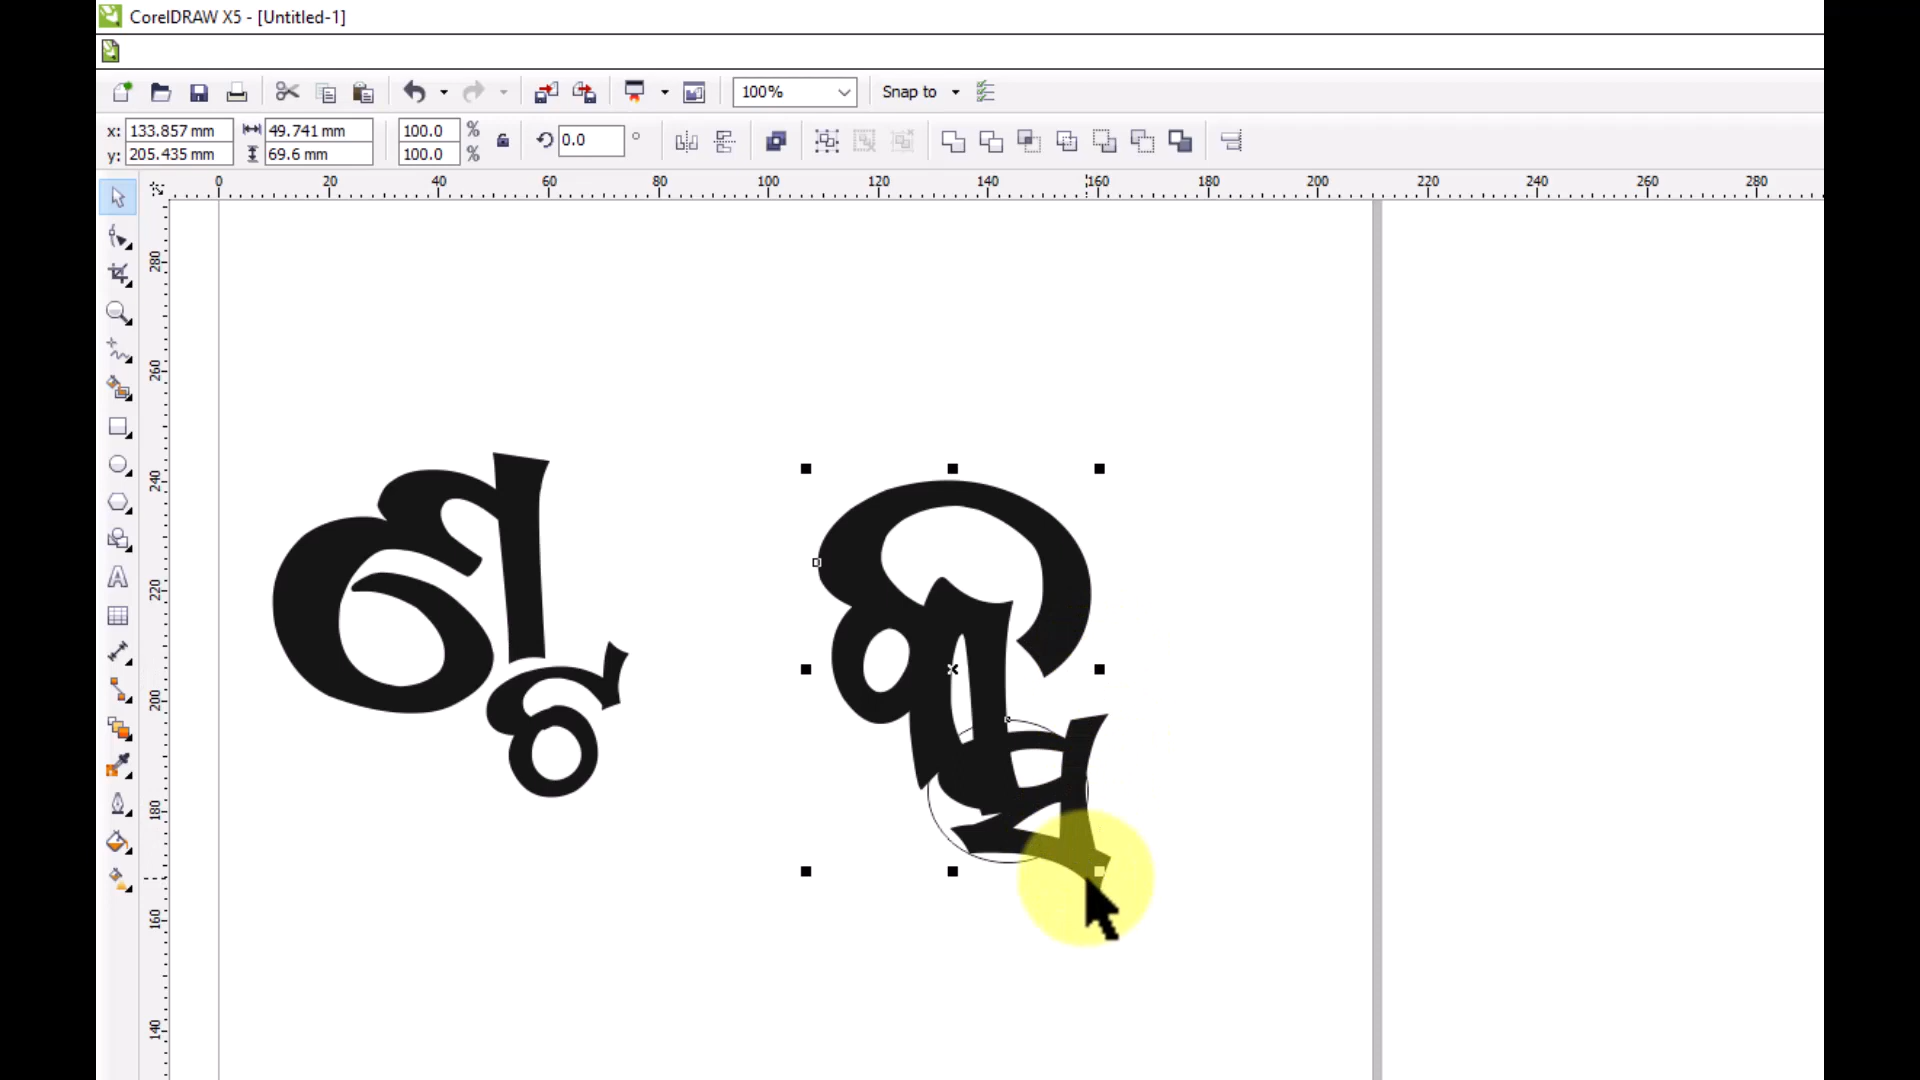 CorelDRAW X5 - [Untitled-1]
100%
Snap to
x: 133.857 mm 49.741 mm 100.0 % 0.0 °
y: 205.435 mm 69.6 mm 100.0 %
0 20 40 60 80 100 120 140 160 180 200 220 240 260 280
280
260
240
220
200
180
160
140
ଣ୍ଡ